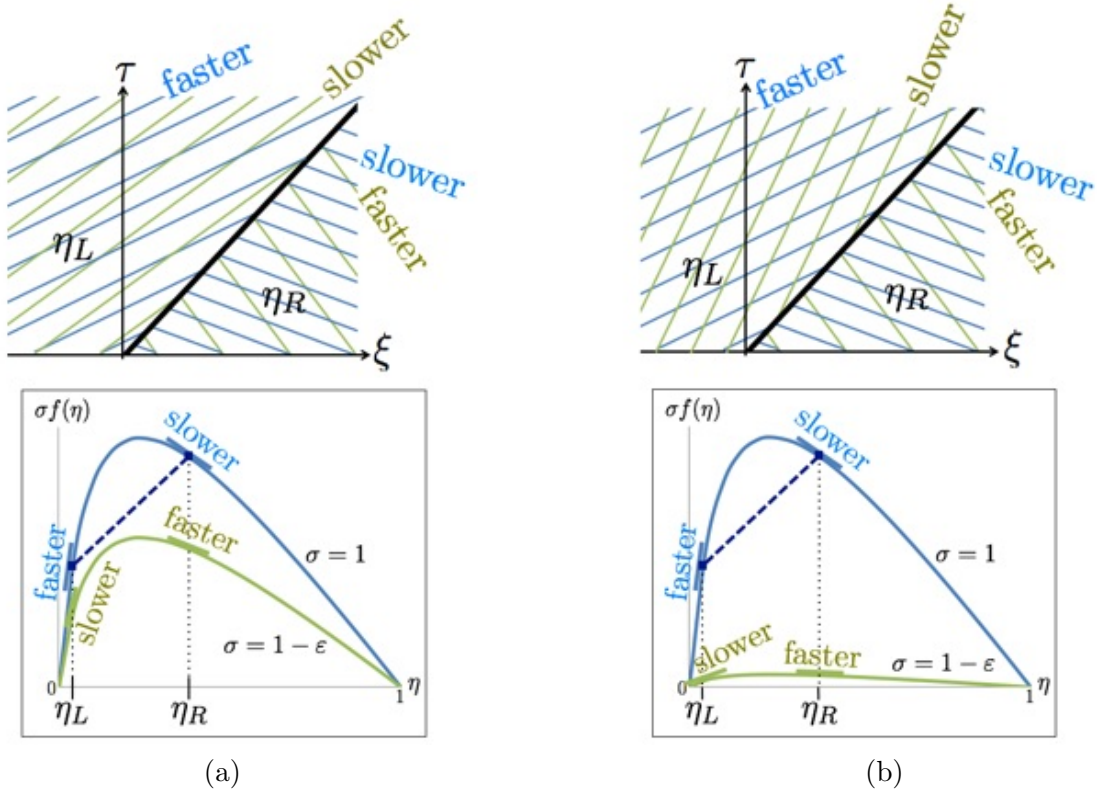 τ
faster
slower
slower
faster
η_L
η_R
ξ
σf(η)
slower
faster
faster
slower
σ = 1
σ = 1 − ε
0
η_L
η_R
1
η
(a)
τ
faster
slower
slower
faster
η_L
η_R
ξ
σf(η)
slower
faster
σ = 1
slower
faster
σ = 1 − ε
0
η_L
η_R
1
η
(b)